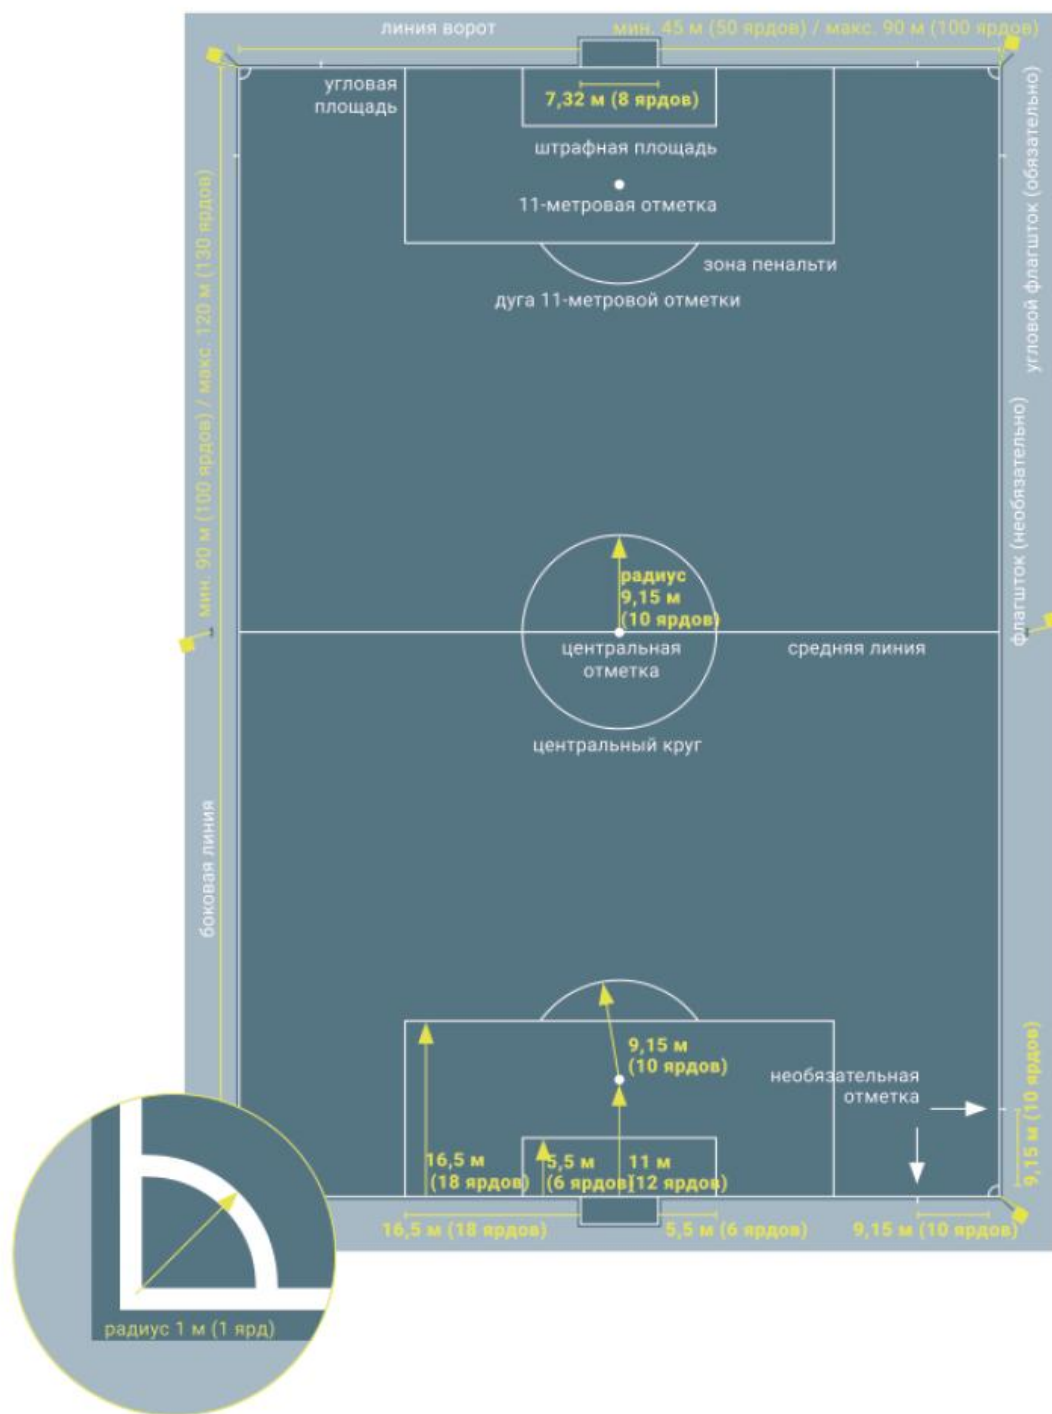 линия ворот
мин. 45 м (50 ярдов) / макс. 90 м (100 ярдов)
угловая
площадь
7,32 м (8 ярдов)
штрафная площадь
11-метровая отметка
зона пенальти
дуга 11-метровой отметки
мин. 90 м (100 ярдов) / макс. 120 м (130 ярдов)
угловой флагшток (обязательно)
флагшток (необязательно)
радиус
9,15 м
(10 ярдов)
центральная
отметка
средняя линия
центральный круг
боковая линия
9,15 м
(10 ярдов)
необязательная
отметка
9,15 м (10 ярдов)
16,5 м
(18 ярдов)
5,5 м
(6 ярдов)
11 м
(12 ярдов)
16,5 м (18 ярдов)
5,5 м (6 ярдов)
9,15 м (10 ярдов)
радиус 1 м (1 ярд)